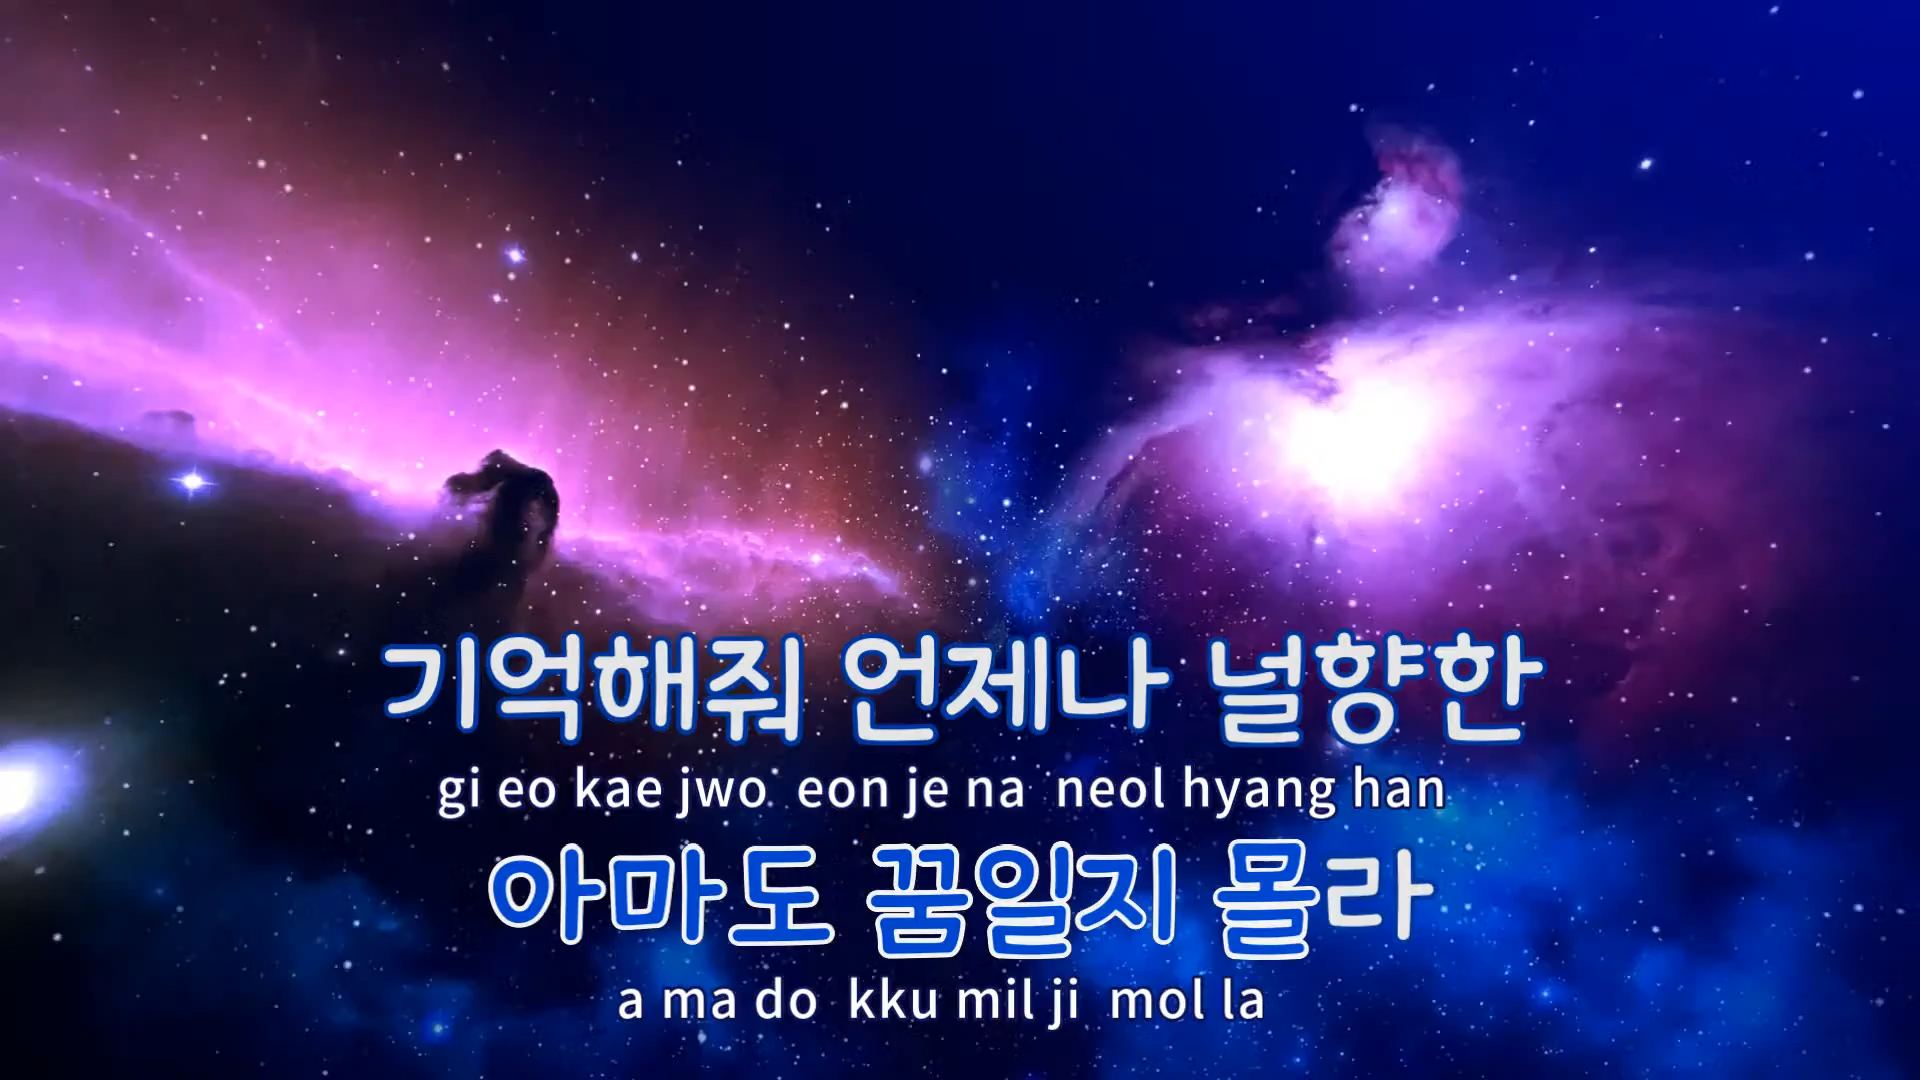 기억해줘 언제나 널향한
gi eo kae jwo eon je na neol hyang han
아마도 꿈일지 몰라
a ma do kku mil ji mol la